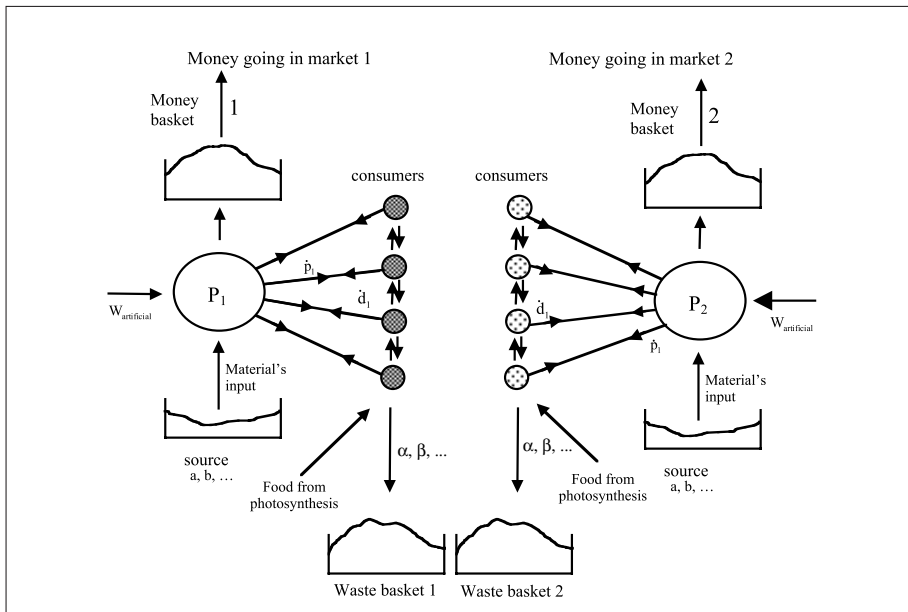 Money going in market 1
Money going in market 2
Money
basket
1
Money
basket
2
consumers
consumers
P₁
ṗ₁
ḋ₁
W artificial
ḋ₁
ṗ₁
P₂
W artificial
Material's
input
Material's
input
source
a, b, …
α, β, ...
α, β, ...
source
a, b, …
Food from
photosynthesis
Food from
photosynthesis
Waste basket 1
Waste basket 2